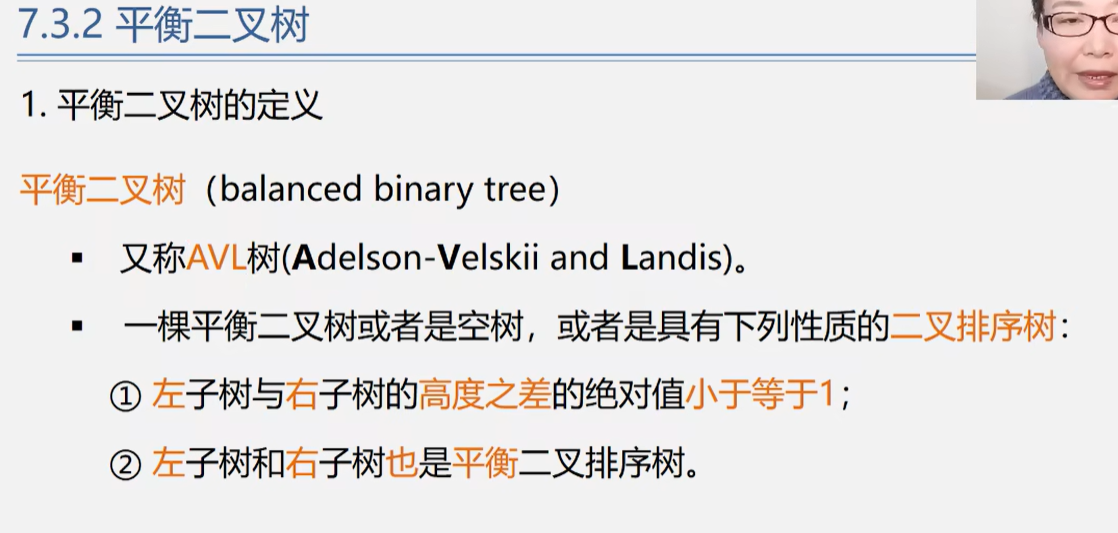 7.3.2 平衡二叉树
1. 平衡二叉树的定义
平衡二叉树（balanced binary tree）
▪ 又称AVL树(Adelson-Velskii and Landis)。
▪ 一棵平衡二叉树或者是空树，或者是具有下列性质的二叉排序树：
① 左子树与右子树的高度之差的绝对值小于等于1；
② 左子树和右子树也是平衡二叉排序树。